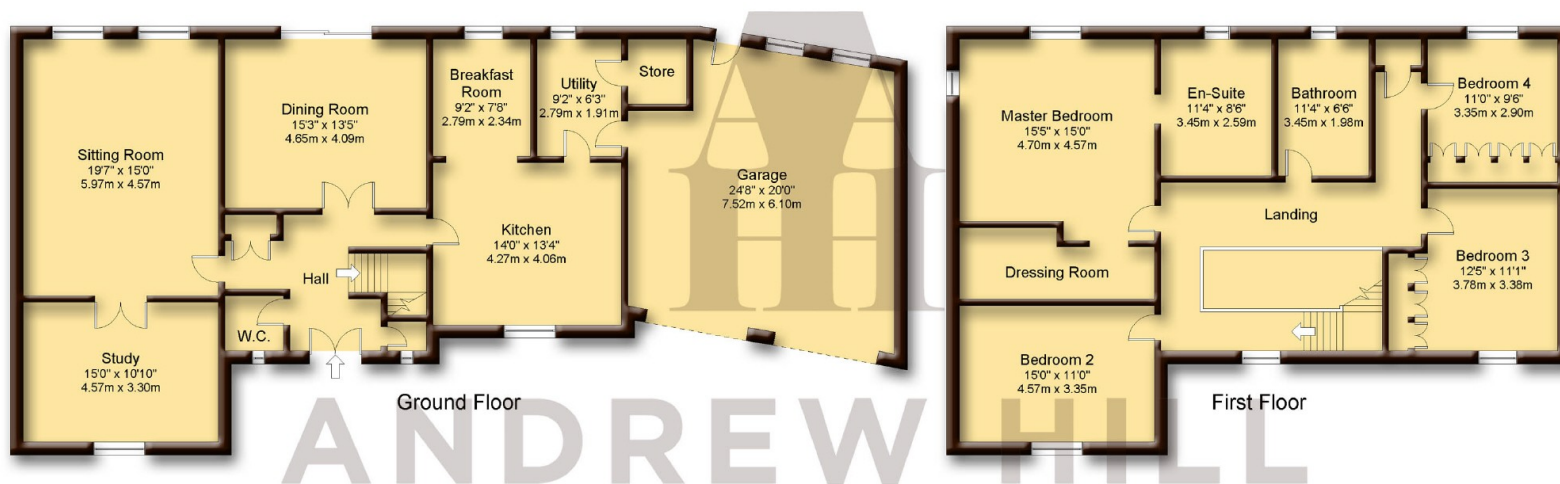 Sitting Room
19'7" x 15'0"
5.97m x 4.57m
Dining Room
15'3" x 13'5"
4.65m x 4.09m
Breakfast
Room
9'2" x 7'8"
2.79m x 2.34m
Utility
9'2" x 6'3"
2.79m x 1.91m
Store
Garage
24'8" x 20'0"
7.52m x 6.10m
Kitchen
14'0" x 13'4"
4.27m x 4.06m
Hall
W.C.
Study
15'0" x 10'10"
4.57m x 3.30m
Ground Floor
Master Bedroom
15'5" x 15'0"
4.70m x 4.57m
En-Suite
11'4" x 8'6"
3.45m x 2.59m
Bathroom
11'4" x 6'6"
3.45m x 1.98m
Bedroom 4
11'0" x 9'6"
3.35m x 2.90m
Landing
Dressing Room
Bedroom 3
12'5" x 11'1"
3.78m x 3.38m
Bedroom 2
15'0" x 11'0"
4.57m x 3.35m
First Floor
ANDREW HILL